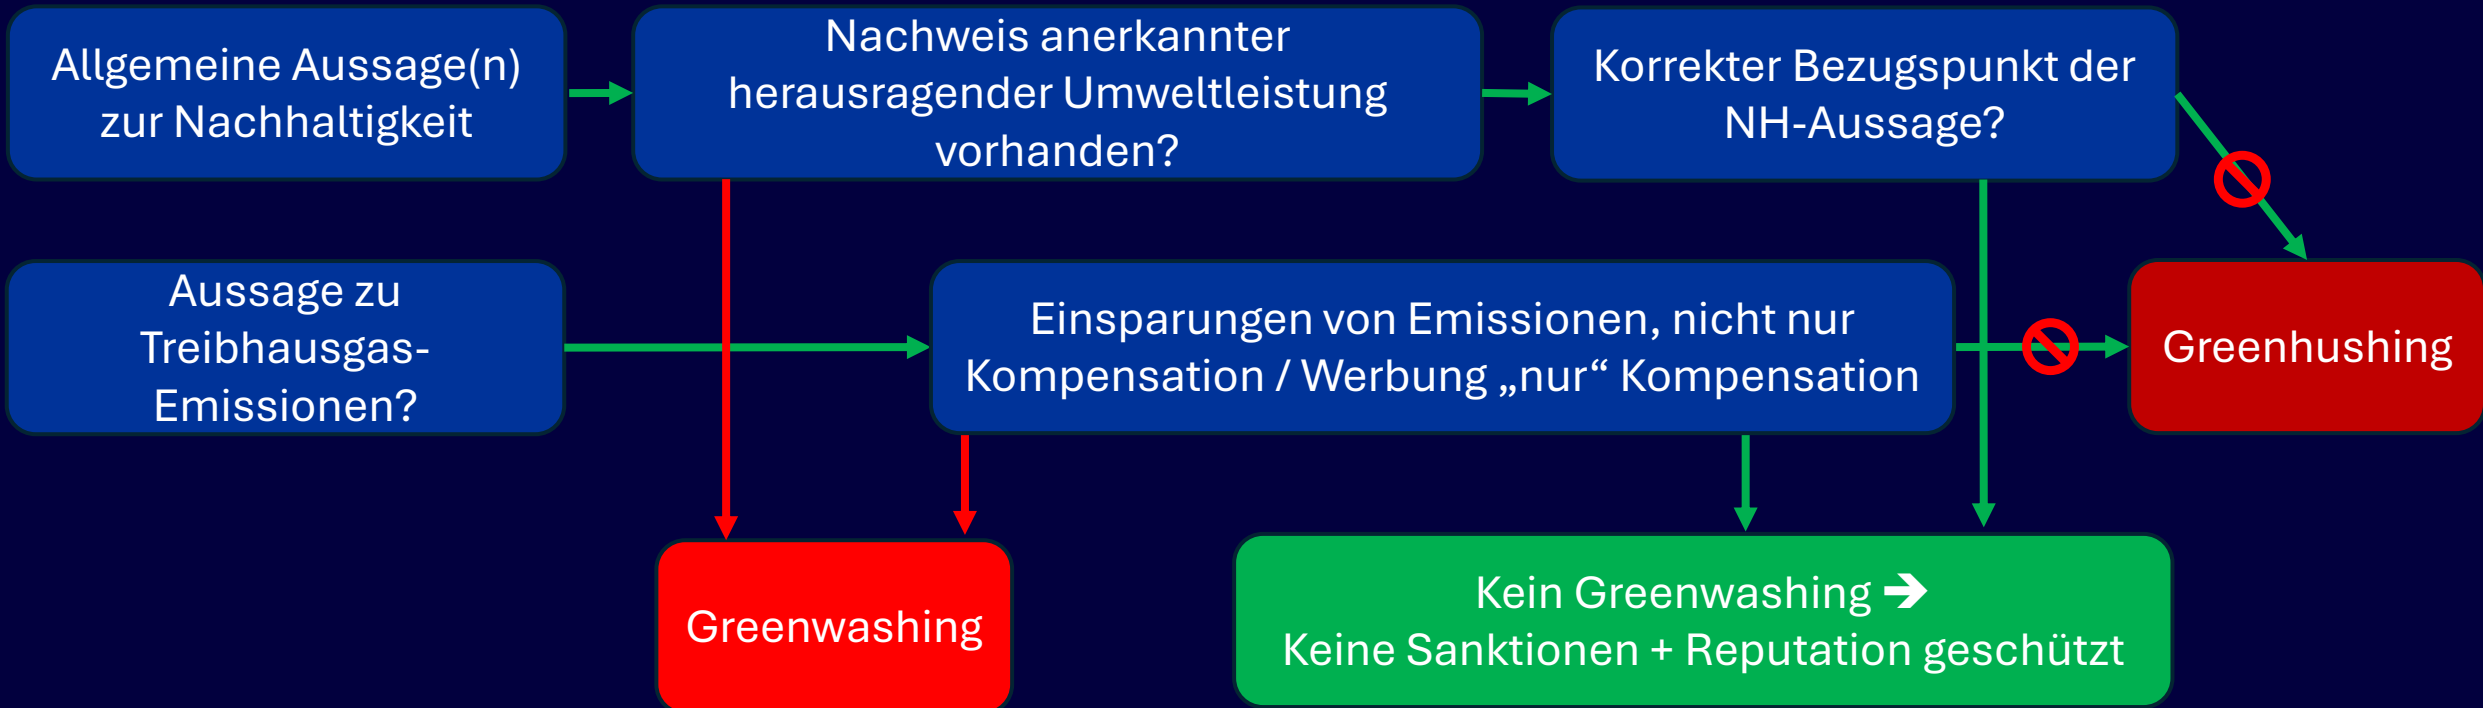 Allgemeine Aussage(n)
zur Nachhaltigkeit
Nachweis anerkannter
herausragender Umweltleistung
vorhanden?
Korrekter Bezugspunkt der
NH-Aussage?
Aussage zu
Treibhausgas-
Emissionen?
Einsparungen von Emissionen, nicht nur
Kompensation / Werbung „nur“ Kompensation
Greenhushing
Greenwashing
Kein Greenwashing ➔
Keine Sanktionen + Reputation geschützt